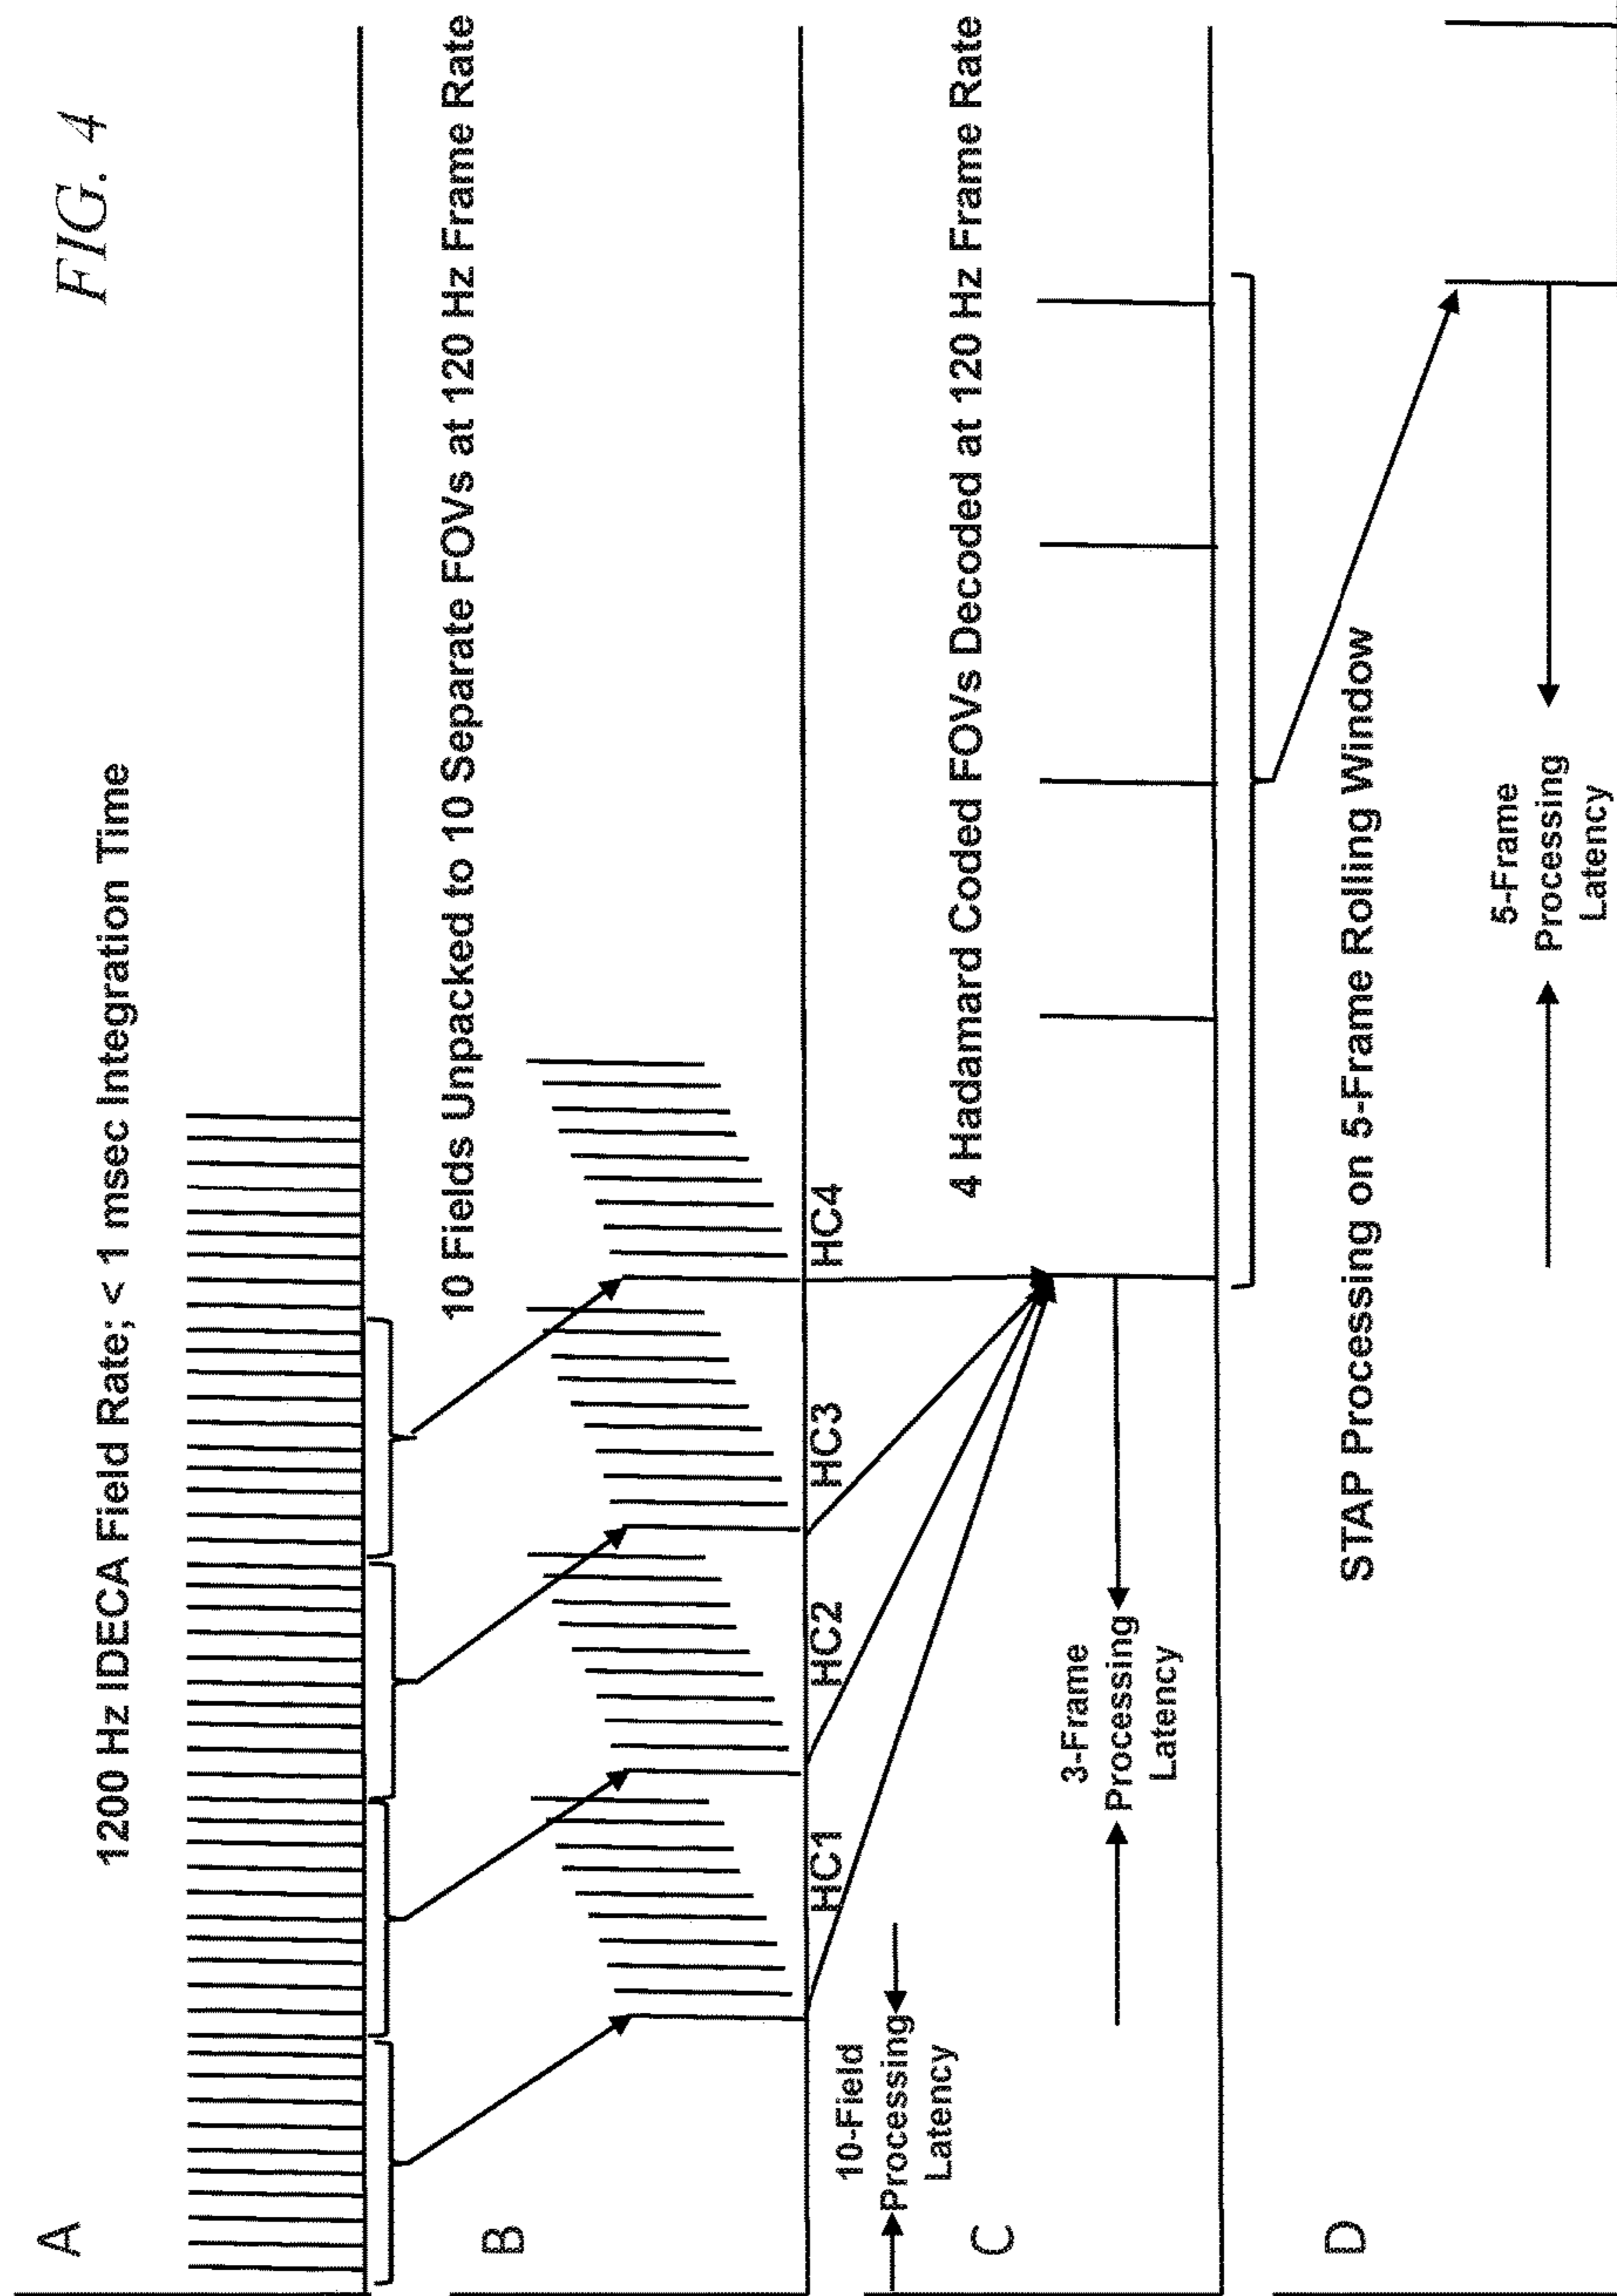 FIG. 4
A
1200 Hz IDECA Field Rate; < 1 msec Integration Time
B
10 Fields Unpacked to 10 Separate FOVs at 120 Hz Frame Rate
HC1
HC2
HC3
HC4
10-Field
Processing
Latency
C
4 Hadamard Coded FOVs Decoded at 120 Hz Frame Rate
3-Frame
Processing
Latency
D
STAP Processing on 5-Frame Rolling Window
5-Frame
Processing
Latency